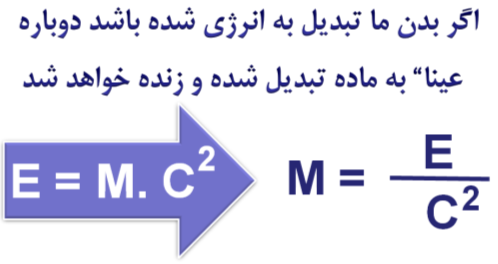 اگر بدن ما تبدیل به انرژی شده باشد دوباره
عینا“ به ماده تبدیل شده و زنده خواهد شد
E = M. C²
M = E / C²